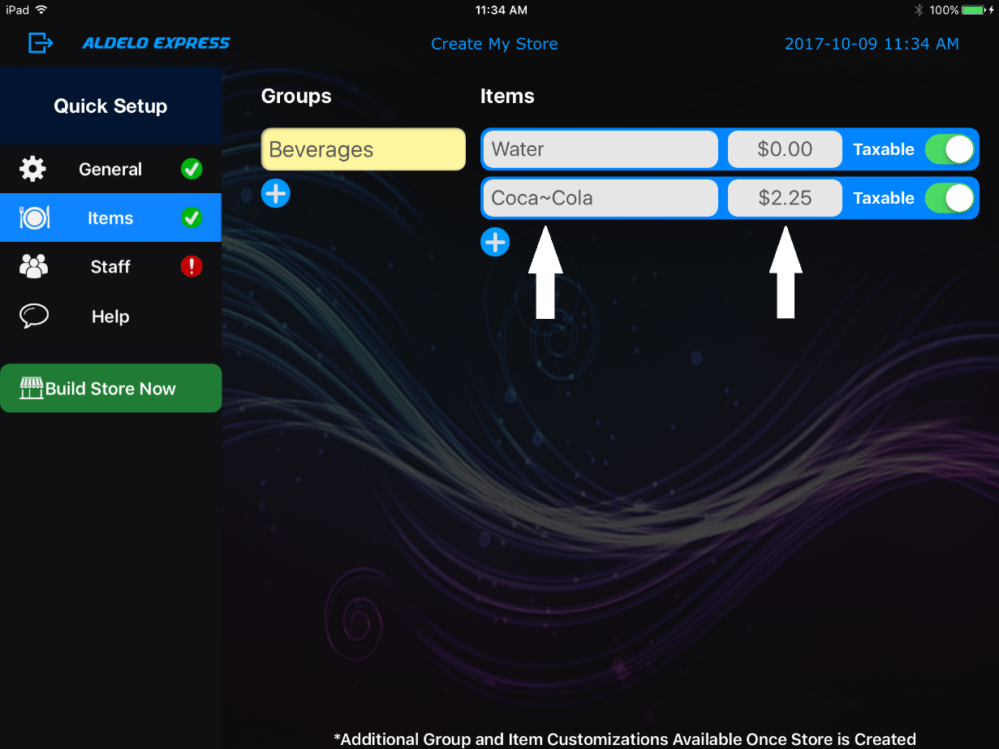 iPad 11:34 AM 100%
ALDELO EXPRESS Create My Store 2017-10-09 11:34 AM
Quick Setup
General
Items
Staff
Help
Build Store Now
Groups
Beverages
Items
Water $0.00 Taxable
Coca~Cola $2.25 Taxable
*Additional Group and Item Customizations Available Once Store is Created